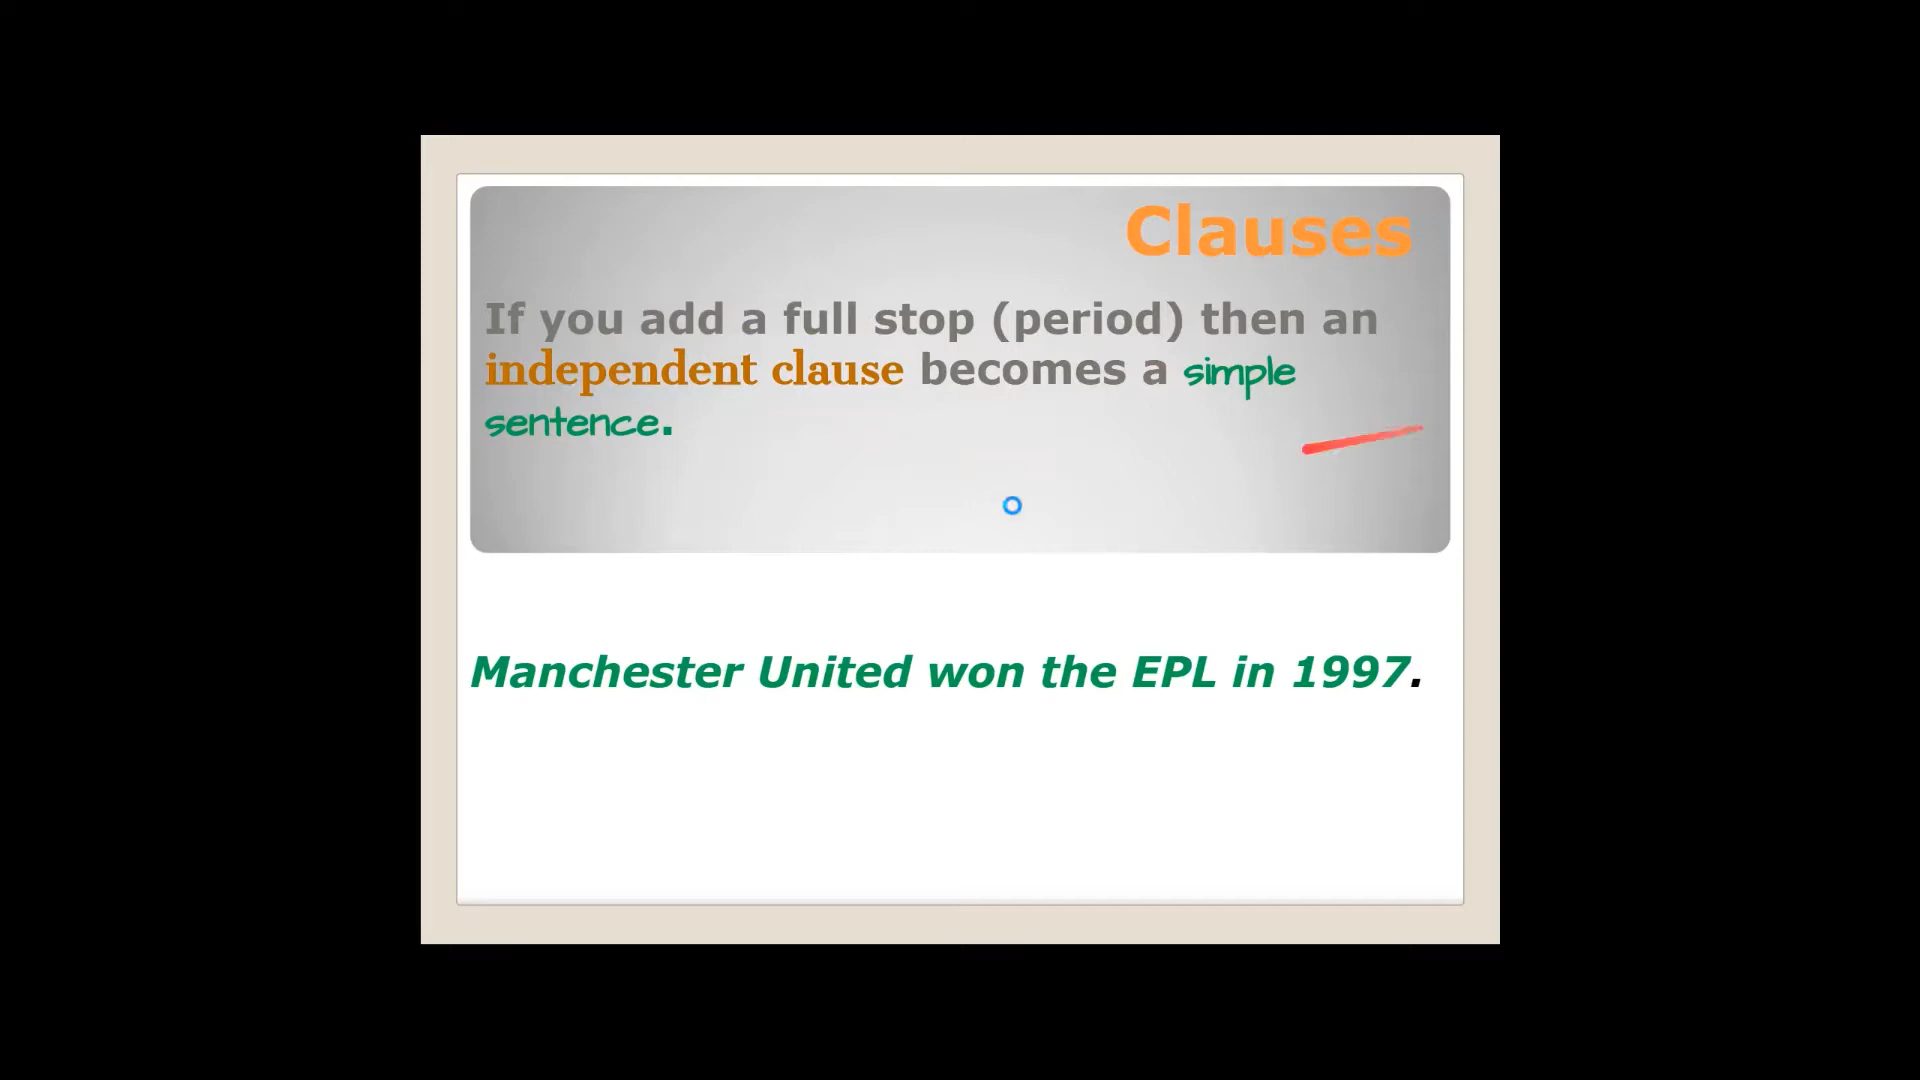 Clauses
If you add a full stop (period) then an
independent clause becomes a simple
sentence.
Manchester United won the EPL in 1997.